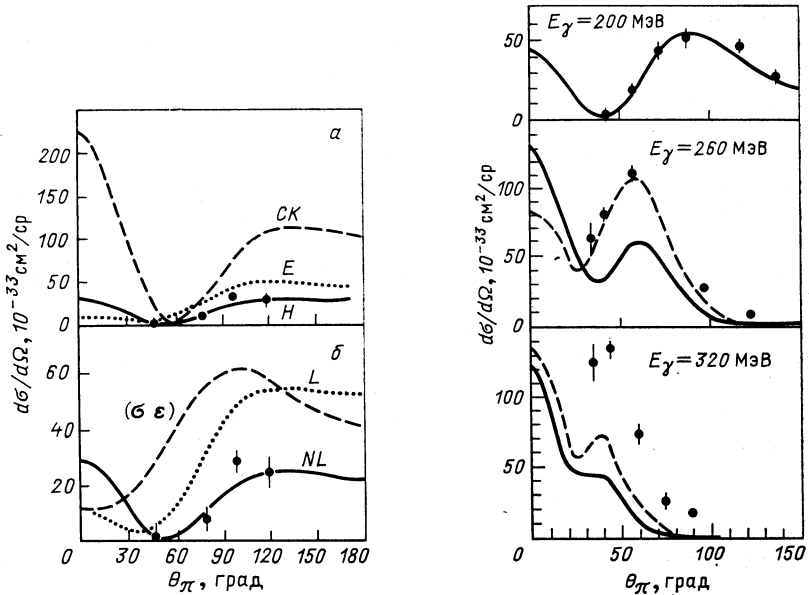 a
200
150
100
50
0
CK
E
H
dσ/dΩ, 10⁻³³ см²/ср
б
60
40
20
0
(σ ε)
L
NL
0 30 60 90 120 150 180
θπ, град
Eγ = 200 МэВ
50
0
Eγ = 260 МэВ
100
50
0
dσ/dΩ, 10⁻³³ см²/ср
Eγ = 320 МэВ
100
50
0 50 100 150
θπ, град